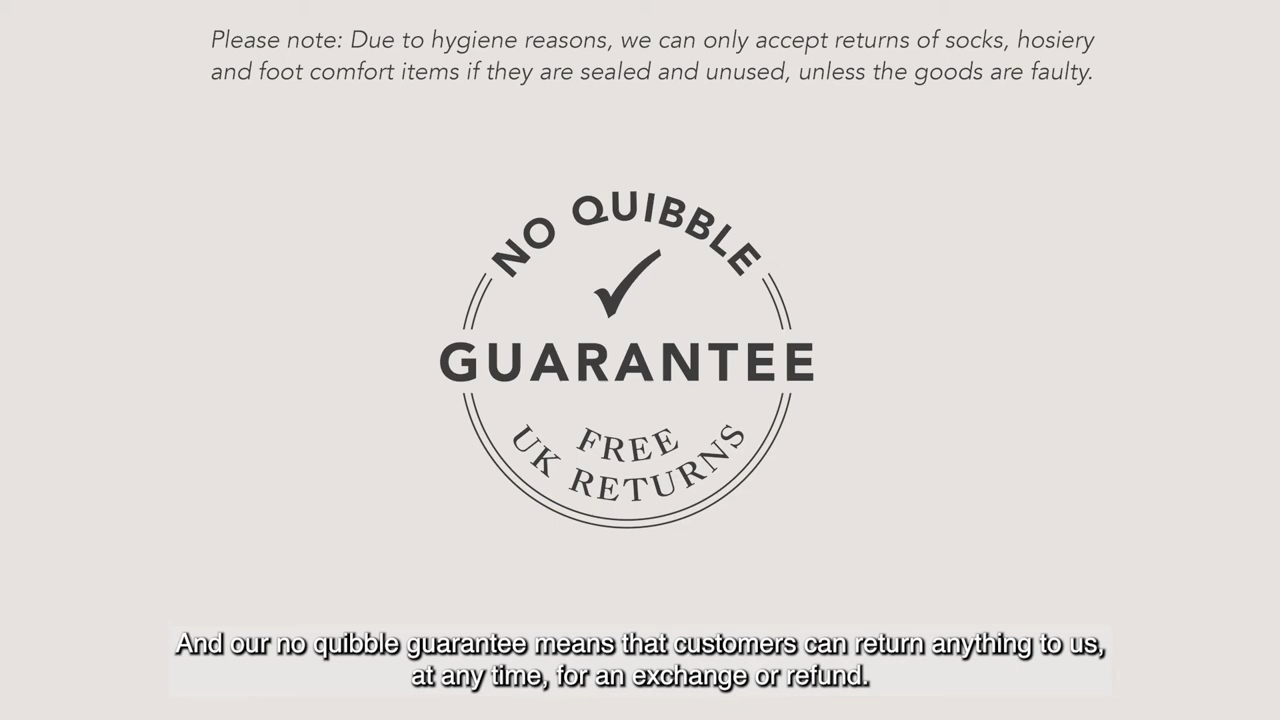 Please note: Due to hygiene reasons, we can only accept returns of socks, hosiery
and foot comfort items if they are sealed and unused, unless the goods are faulty.
NO QUIBBLE
GUARANTEE
FREE
UK RETURNS
And our no quibble guarantee means that customers can return anything to us,
at any time, for an exchange or refund.